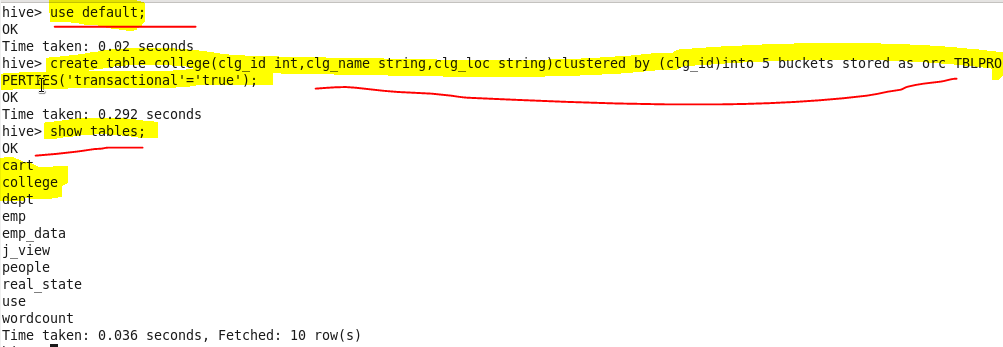 hive> use default;
OK
Time taken: 0.02 seconds
hive> create table college(clg_id int,clg_name string,clg_loc string)clustered by (clg_id)into 5 buckets stored as orc TBLPRO
PERTIES('transactional'='true');
OK
Time taken: 0.292 seconds
hive> show tables;
OK
cart
college
dept
emp
emp_data
j_view
people
real_state
use
wordcount
Time taken: 0.036 seconds, Fetched: 10 row(s)